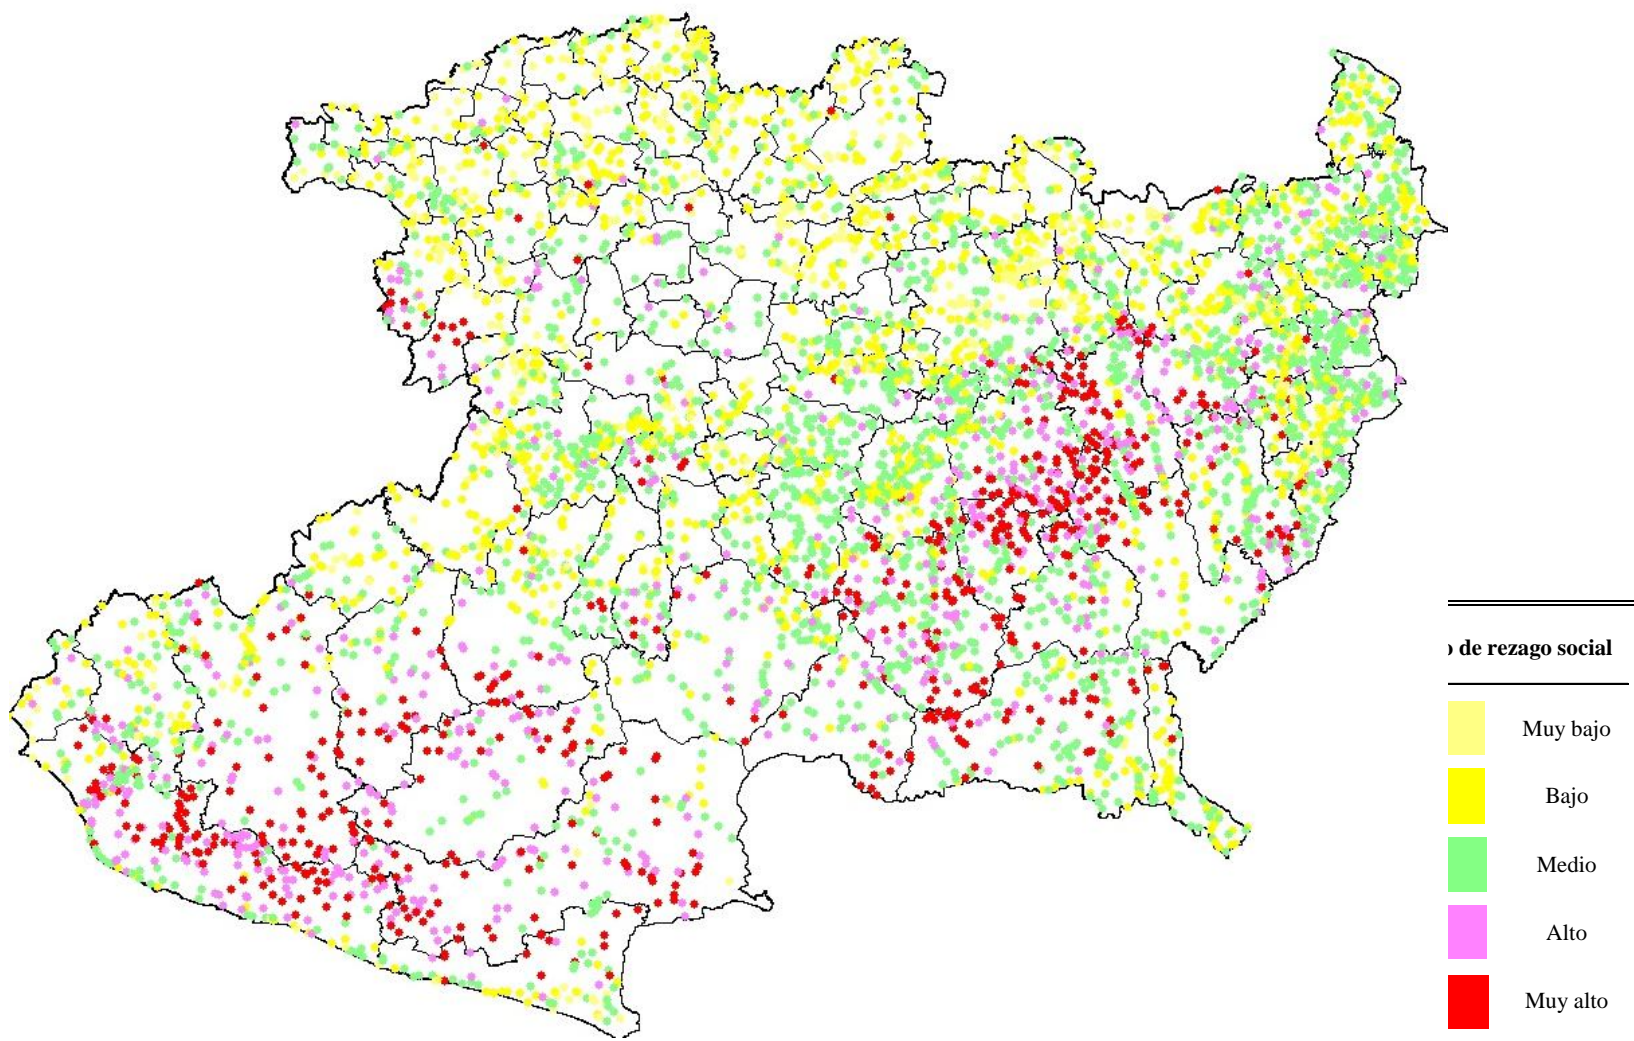 o de rezago social
Muy bajo
Bajo
Medio
Alto
Muy alto